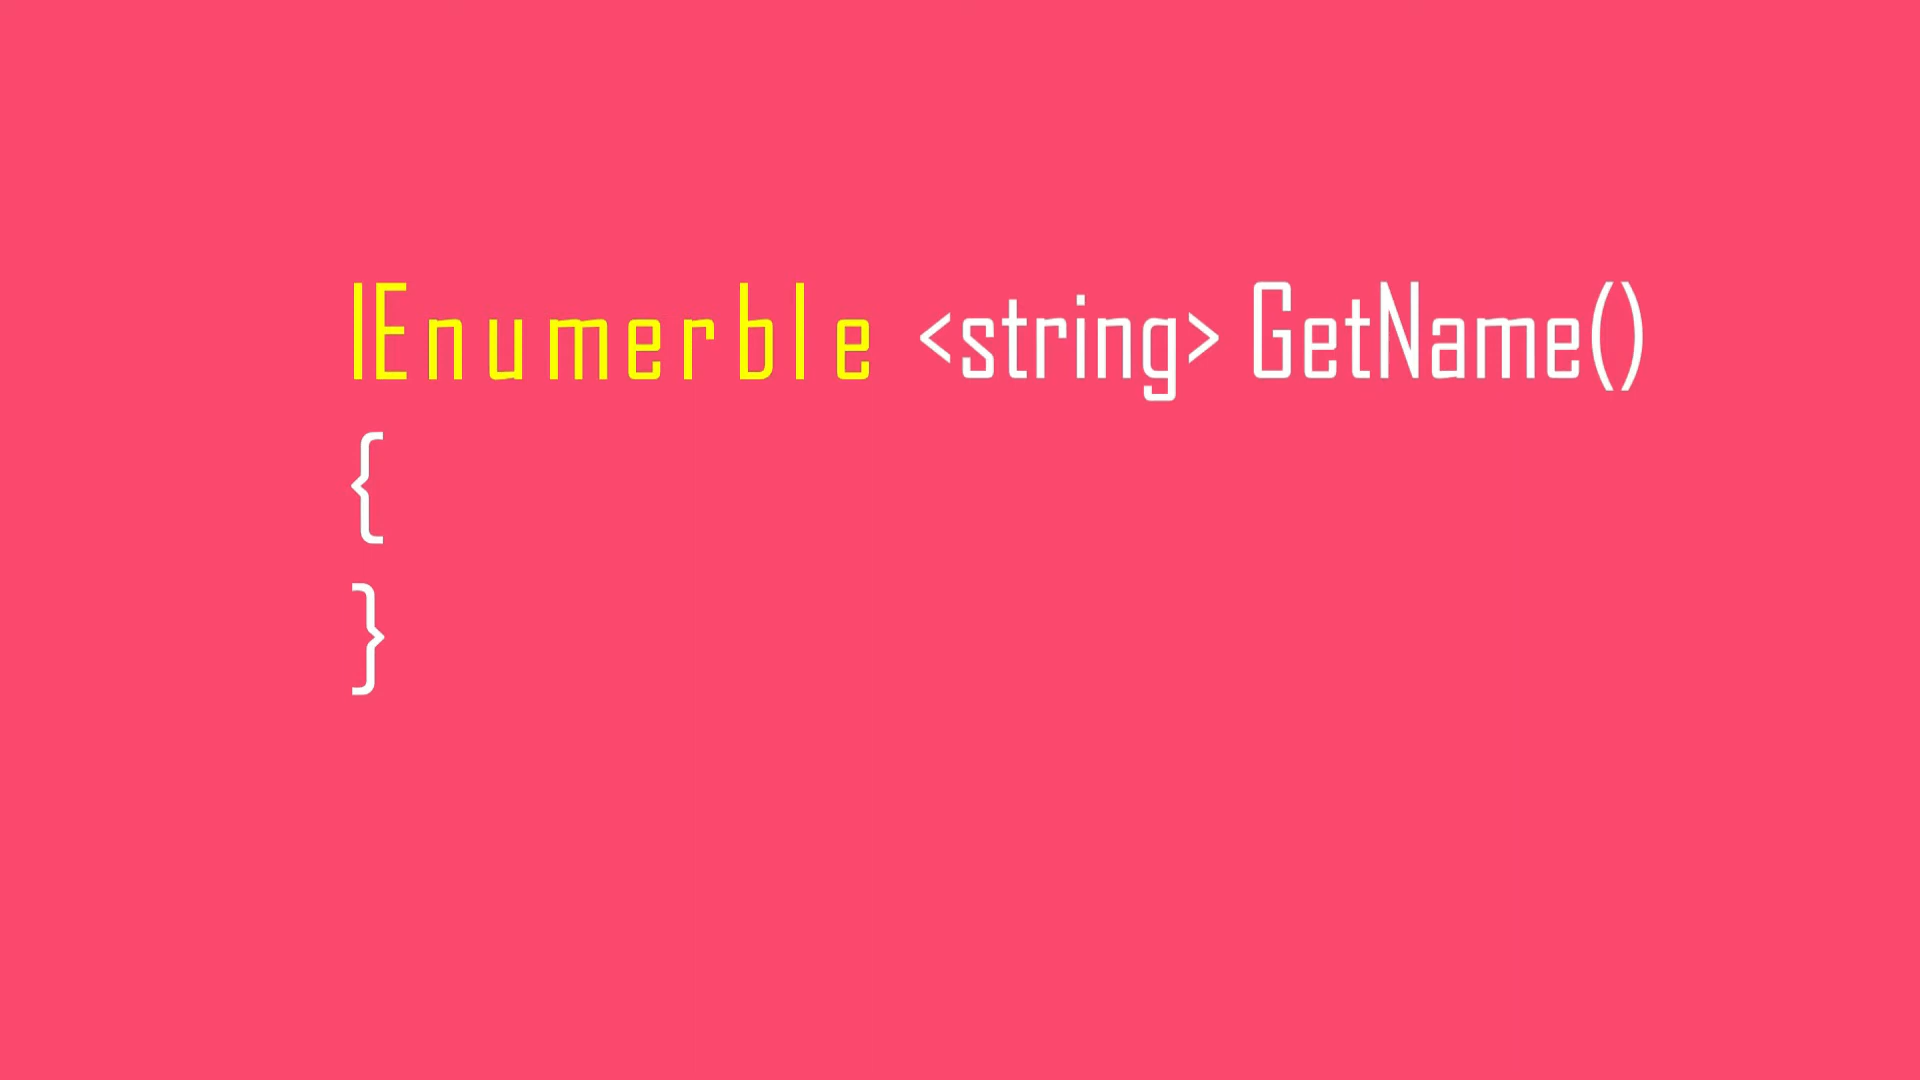 IEnumerble <string> GetName()
{
}